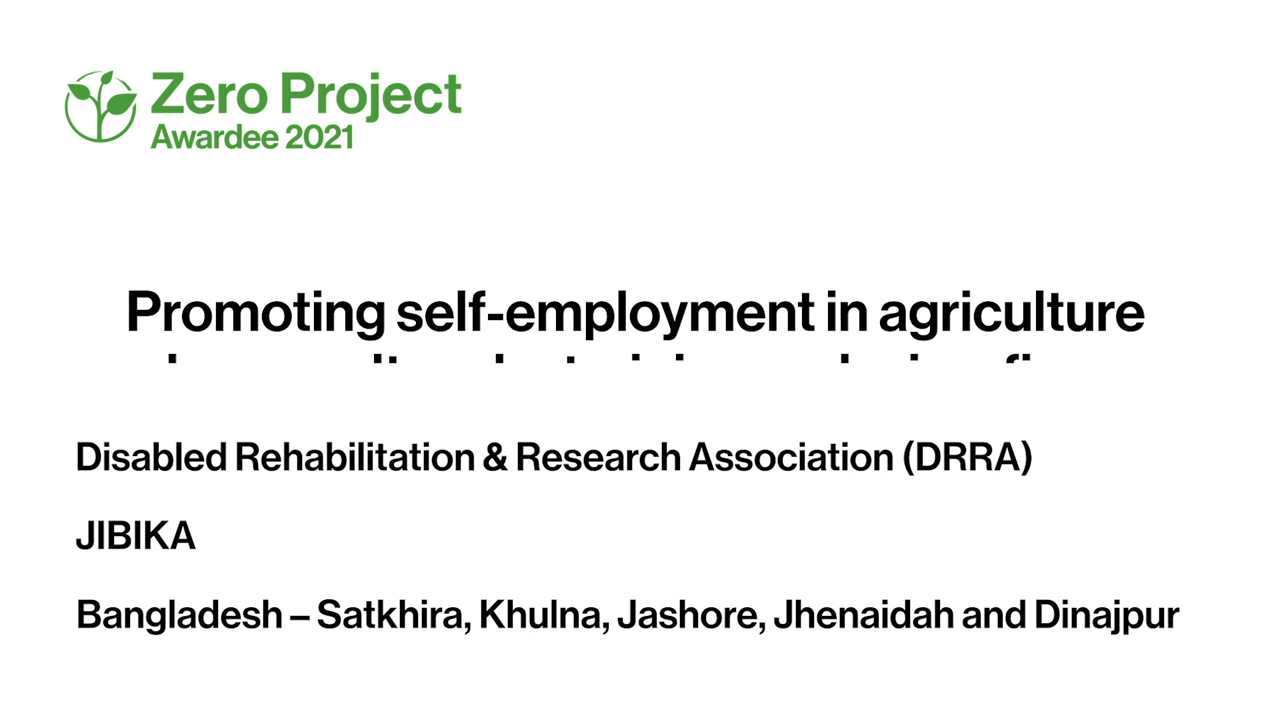 Zero Project
Awardee 2021
Promoting self-employment in agriculture
Disabled Rehabilitation & Research Association (DRRA)
JIBIKA
Bangladesh – Satkhira, Khulna, Jashore, Jhenaidah and Dinajpur